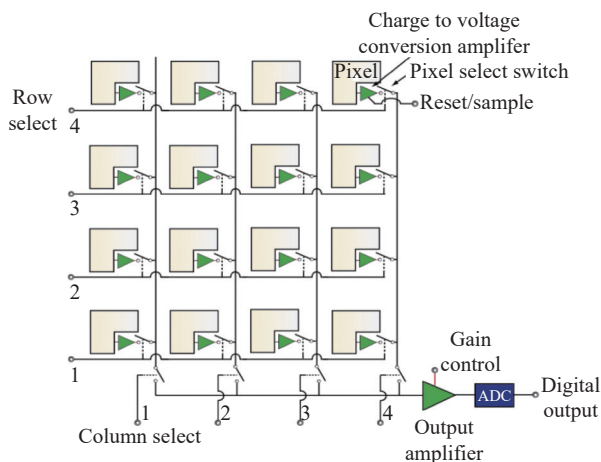 Charge to voltage
conversion amplifer
Pixel
Pixel select switch
Reset/sample
Row
select
4
3
2
1
1
2
3
4
Column select
Gain
control
ADC
Digital
output
Output
amplifier